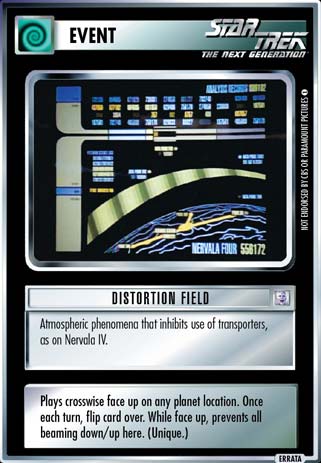 EVENT
STAR TREK
THE NEXT GENERATION
NOT ENDORSED BY CBS OR PARAMOUNT PICTURES
NERVALA FOUR 556172
DISTORTION FIELD
Atmospheric phenomena that inhibits use of transporters,
as on Nervala IV.
Plays crosswise face up on any planet location. Once
each turn, flip card over. While face up, prevents all
beaming down/up here. (Unique.)
ERRATA